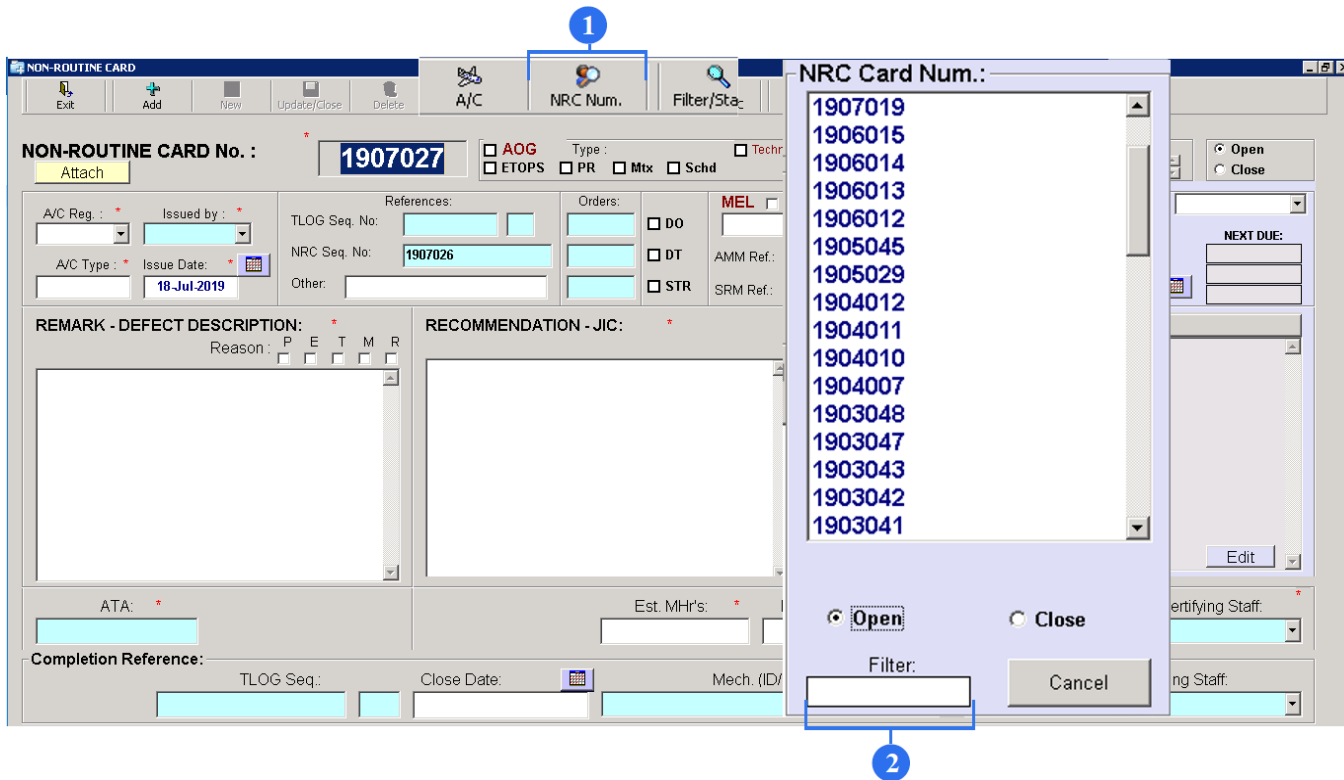 1
NON-ROUTINE CARD
Exit Add New Update/Close Delete A/C NRC Num. Filter/Sta
NON-ROUTINE CARD No. : * 1907027
Attach
AOG Type : Techr
ETOPS PR Mtx Schd
Open
Close
A/C Reg. : * Issued by : *
A/C Type : * Issue Date: *
18-Jul-2019
References: Orders:
TLOG Seq. No: DO
NRC Seq. No: 1907026 DT
Other: STR
MEL
AMM Ref.:
SRM Ref.:
NEXT DUE:
REMARK - DEFECT DESCRIPTION: *
Reason : P E T M R
RECOMMENDATION - JIC: *
Edit
ATA: * Est. MHr's: * ertifying Staff: *
Completion Reference:
TLOG Seq.: Close Date: Mech. (ID/ ng Staff:
NRC Card Num.:
1907019
1906015
1906014
1906013
1906012
1905045
1905029
1904012
1904011
1904010
1904007
1903048
1903047
1903043
1903042
1903041
Open Close
Filter:
Cancel
2